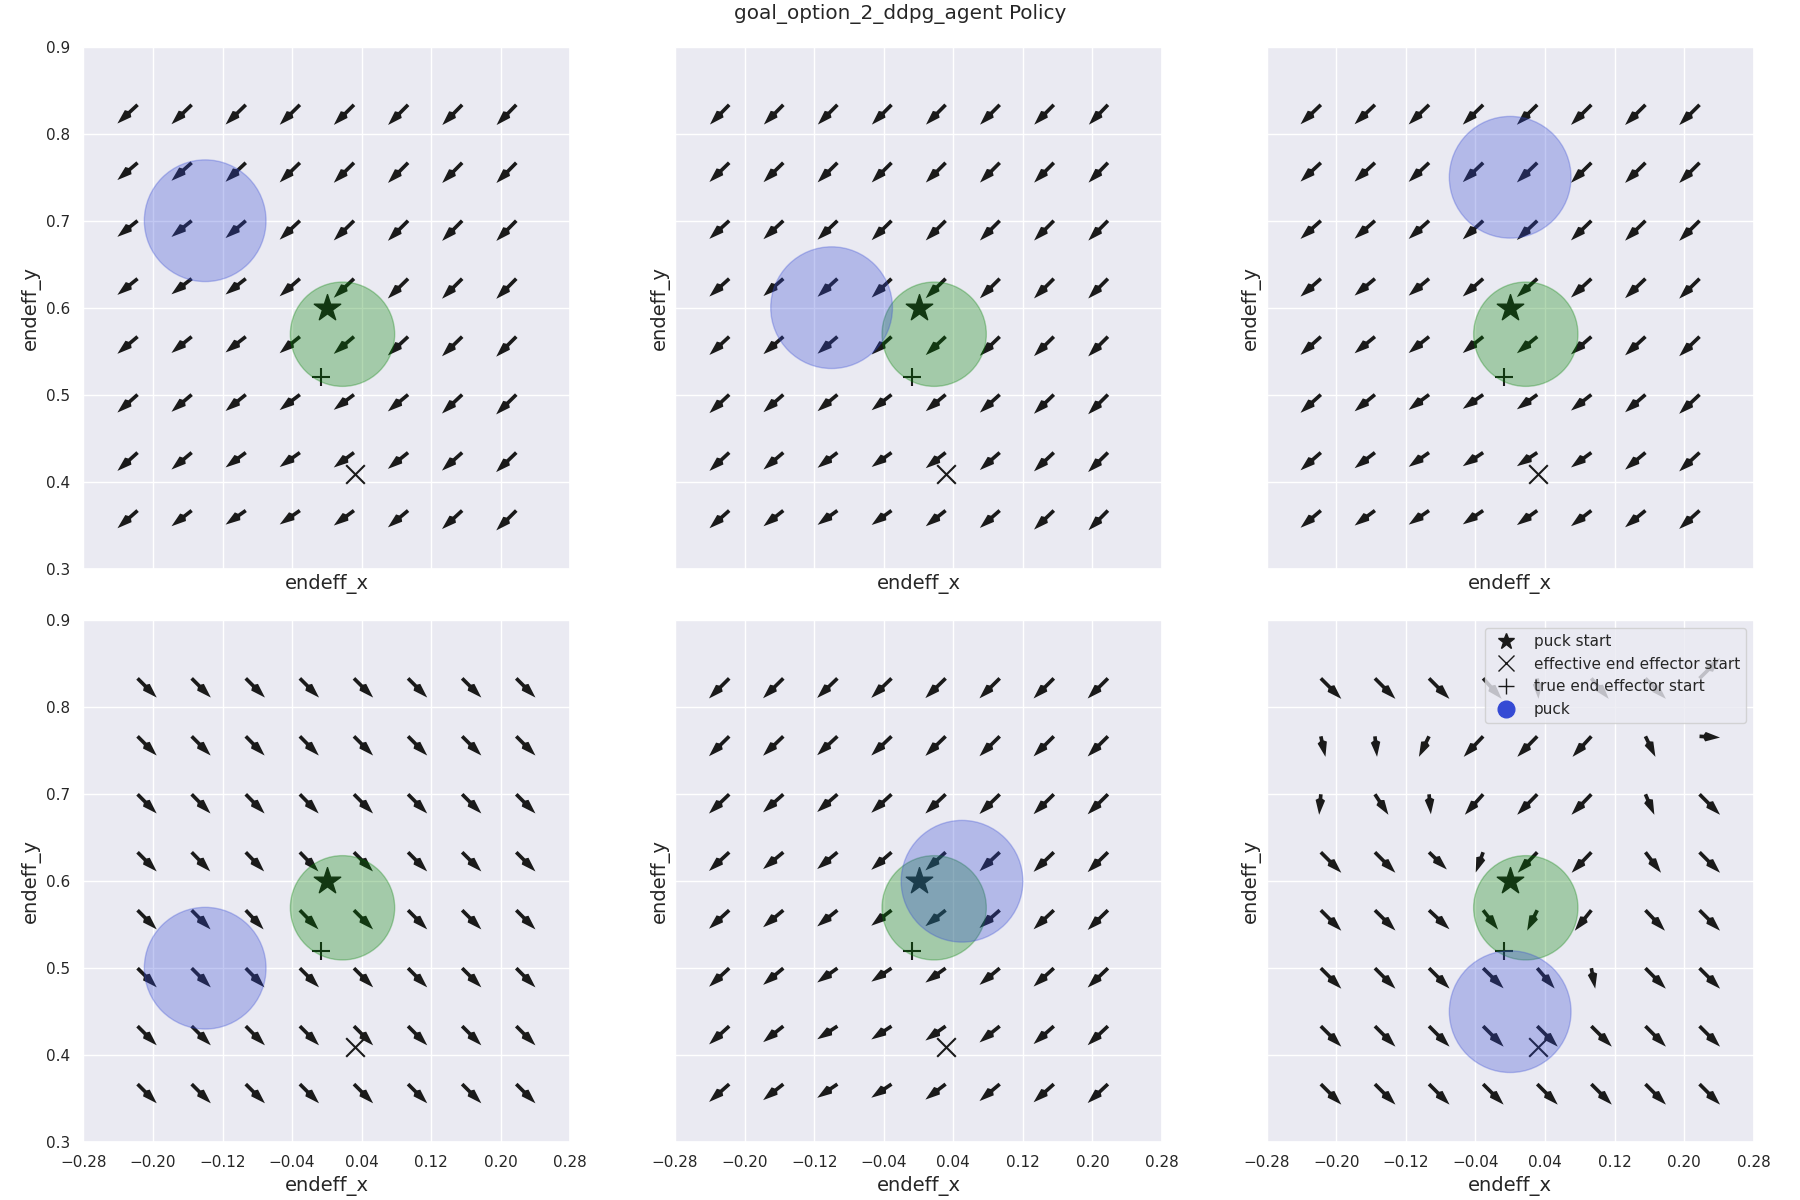 goal_option_2_ddpg_agent Policy
0.9
0.8
0.7
0.6
0.5
0.4
0.3
endeff_y
endeff_x
endeff_y
endeff_x
endeff_y
endeff_x
0.9
0.8
0.7
0.6
0.5
0.4
0.3
endeff_y
−0.28 −0.20 −0.12 −0.04 0.04 0.12 0.20 0.28
endeff_x
endeff_y
−0.28 −0.20 −0.12 −0.04 0.04 0.12 0.20 0.28
endeff_x
puck start
effective end effector start
true end effector start
puck
endeff_y
−0.28 −0.20 −0.12 −0.04 0.04 0.12 0.20 0.28
endeff_x